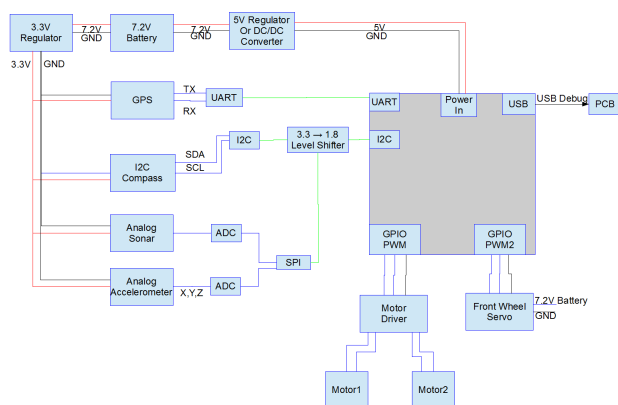 3.3V
Regulator
7.2V
GND
7.2V
Battery
7.2V
GND
5V Regulator
Or DC/DC
Converter
5V
GND
3.3V
GND
GPS
TX
RX
UART
UART
Power
In
USB
USB Debug
PCB
I2C
Compass
SDA
SCL
I2C
3.3 → 1.8
Level Shifter
I2C
Analog
Sonar
ADC
SPI
GPIO
PWM
GPIO
PWM2
Analog
Accelerometer
X,Y,Z
ADC
Motor
Driver
Front Wheel
Servo
7.2V Battery
GND
Motor1
Motor2